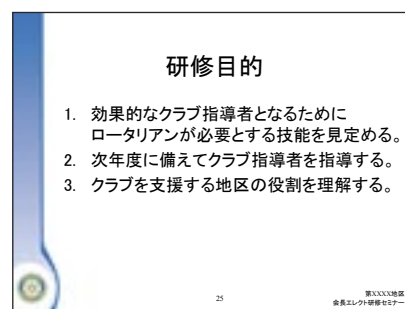 研修目的
1. 効果的なクラブ指導者となるために
ロータリアンが必要とする技能を見定める。
2. 次年度に備えてクラブ指導者を指導する。
3. クラブを支援する地区の役割を理解する。
25
第XXXX地区
会長エレクト研修セミナー